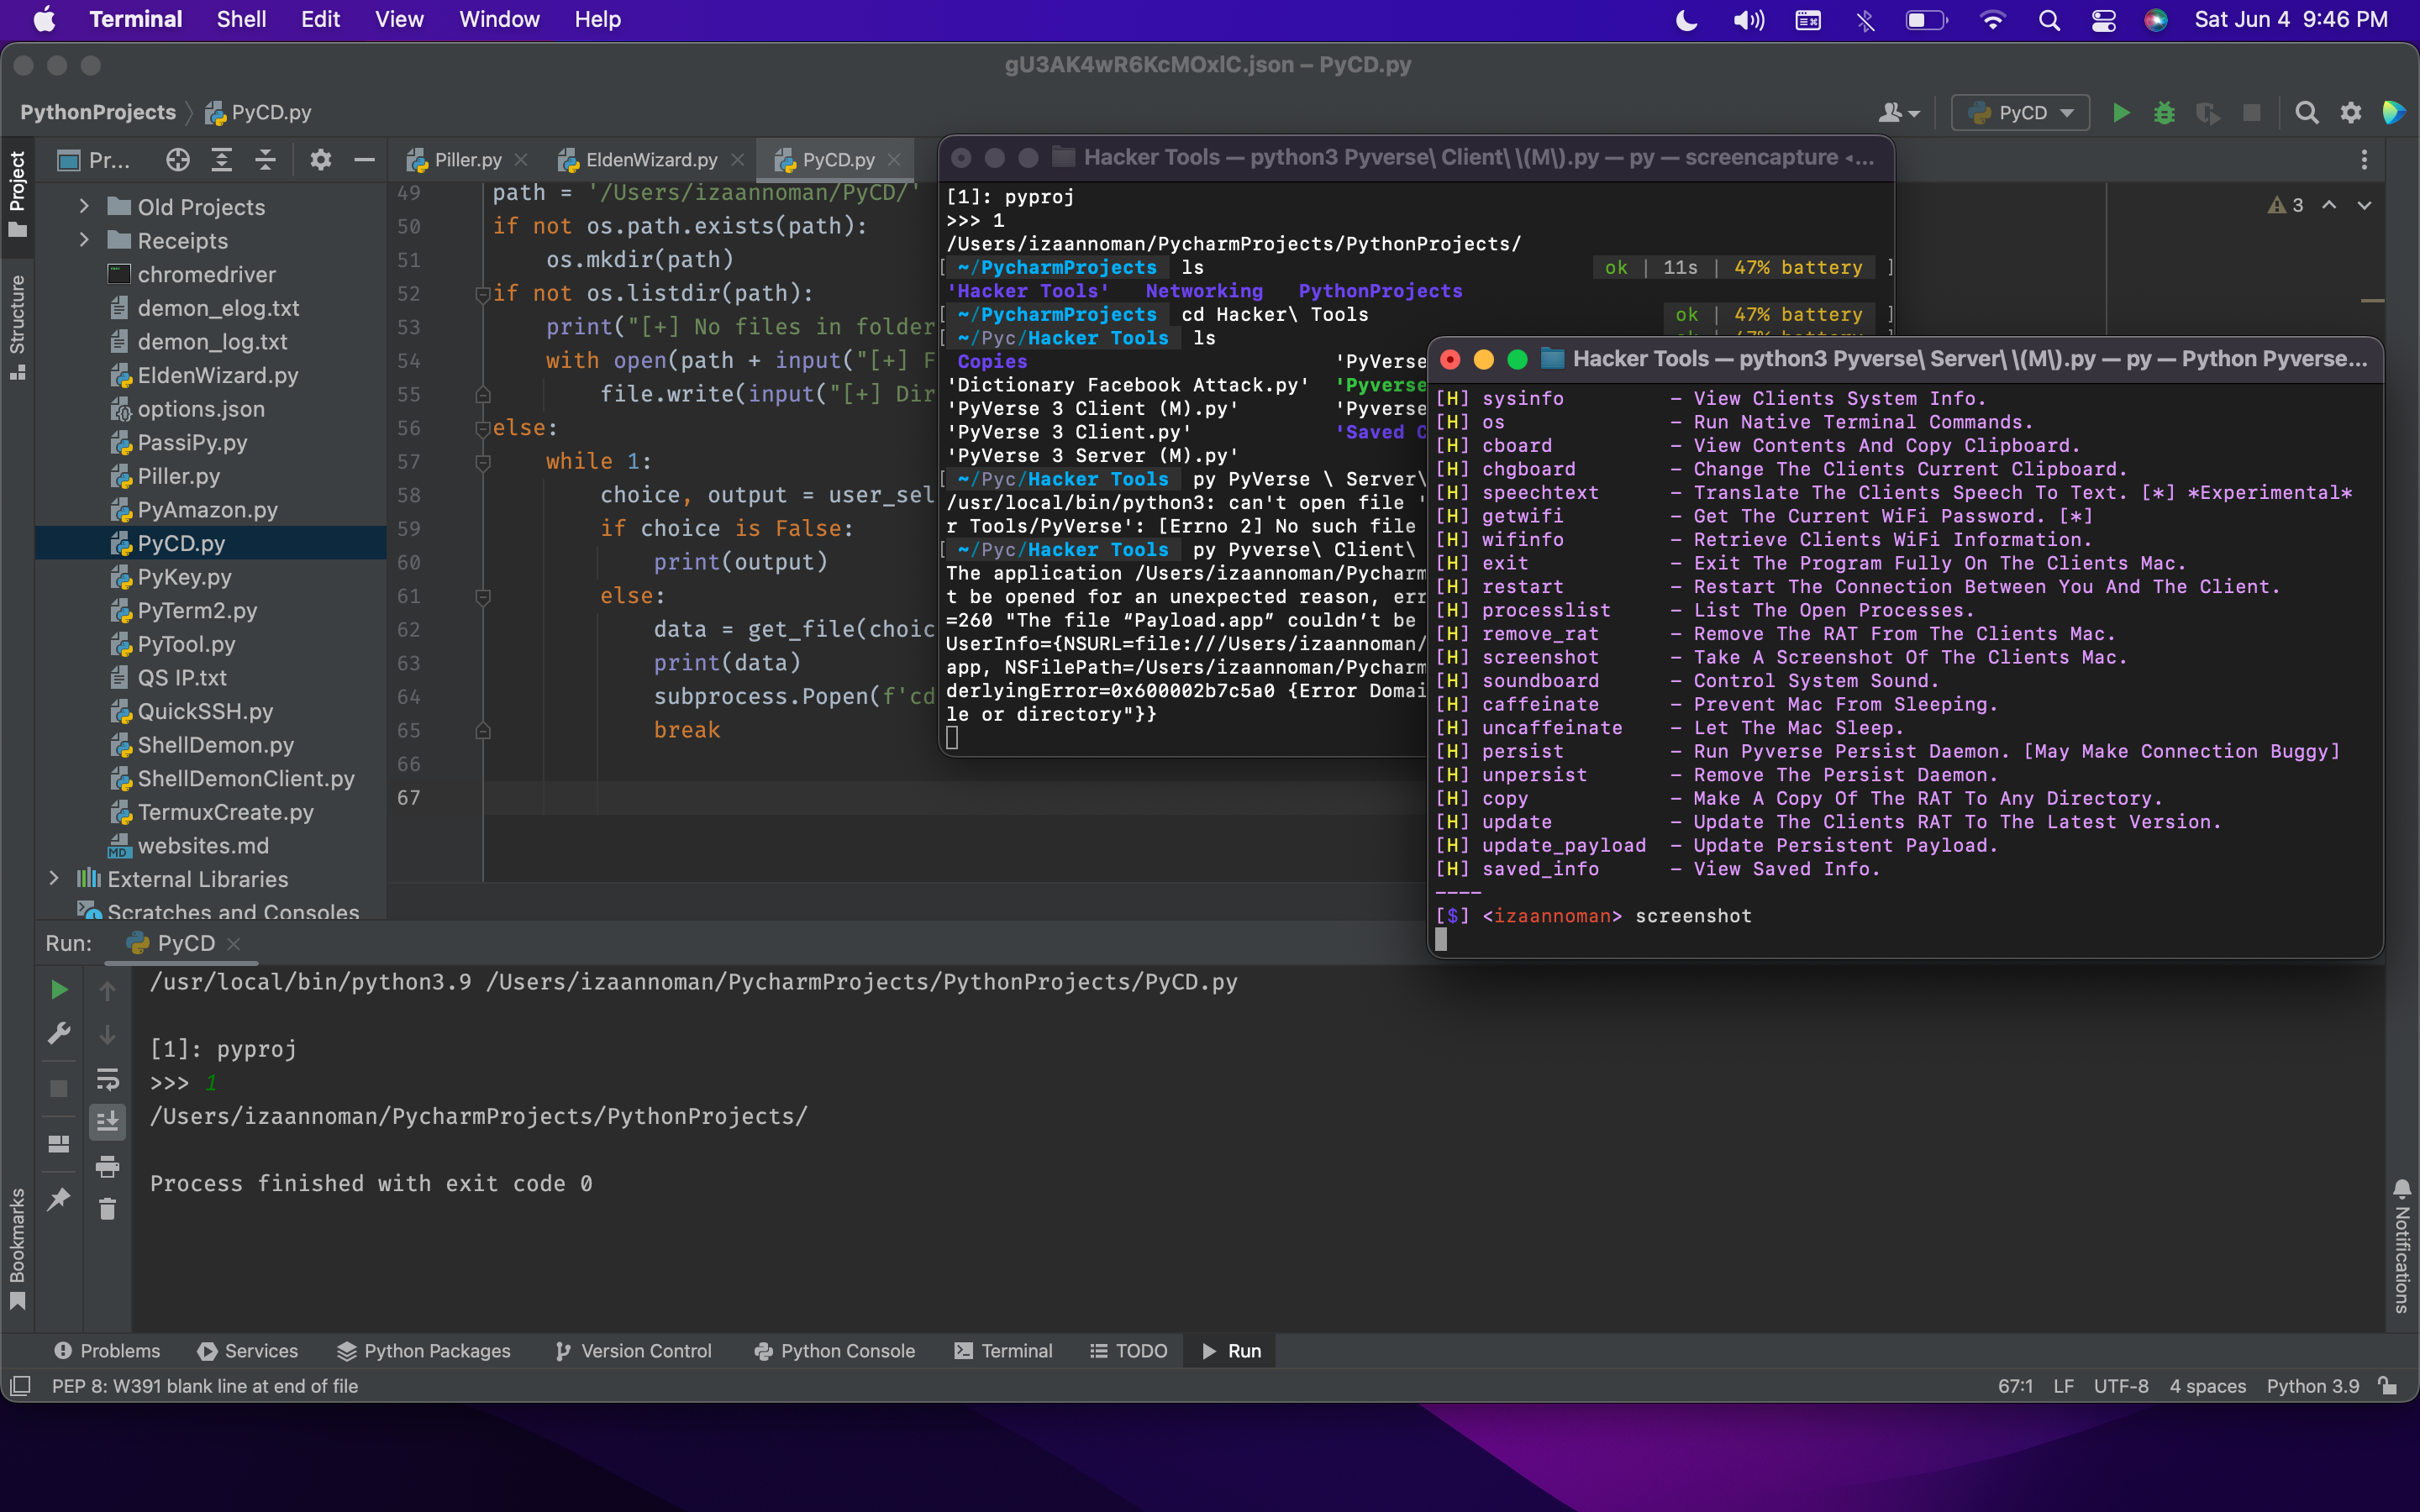 Terminal Shell Edit View Window Help
Sat Jun 4 9:46 PM
gU3AK4wR6KcMOxlC.json – PyCD.py
PythonProjects PyCD.py
PyCD
Project
Structure
Bookmarks
Notifications
Pr...
Piller.py
EldenWizard.py
PyCD.py
3
Old Projects
Receipts
chromedriver
demon_elog.txt
demon_log.txt
EldenWizard.py
options.json
PassiPy.py
Piller.py
PyAmazon.py
PyCD.py
PyKey.py
PyTerm2.py
PyTool.py
QS IP.txt
QuickSSH.py
ShellDemon.py
ShellDemonClient.py
TermuxCreate.py
websites.md
External Libraries
Scratches and Consoles
49 path = '/Users/izaannoman/PyCD/'
50 if not os.path.exists(path):
51 os.mkdir(path)
52 if not os.listdir(path):
53 print("[+] No files in folder
54 with open(path + input("[+] F
55 file.write(input("[+] Dir
56 else:
57 while 1:
58 choice, output = user_sel
59 if choice is False:
60 print(output)
61 else:
62 data = get_file(choic
63 print(data)
64 subprocess.Popen(f'cd
65 break
66
67
Hacker Tools — python3 Pyverse\ Client\ \(M\).py — py — screencapture ◂...
[1]: pyproj
>>> 1
/Users/izaannoman/PycharmProjects/PythonProjects/
[ ~/PycharmProjects ls ok | 11s | 47% battery ]
'Hacker Tools' Networking PythonProjects
[ ~/PycharmProjects cd Hacker\ Tools ok | 47% battery ]
[ ~/Pyc/Hacker Tools ls
Copies 'PyVerse
'Dictionary Facebook Attack.py' 'Pyverse
'PyVerse 3 Client (M).py' 'Pyverse
'PyVerse 3 Client.py' 'Saved C
'PyVerse 3 Server (M).py'
[ ~/Pyc/Hacker Tools py PyVerse \ Server\
/usr/local/bin/python3: can't open file '
r Tools/PyVerse': [Errno 2] No such file
[ ~/Pyc/Hacker Tools py Pyverse\ Client\
The application /Users/izaannoman/Pycharm
t be opened for an unexpected reason, err
=260 "The file “Payload.app” couldn’t be
UserInfo={NSURL=file:///Users/izaannoman/
app, NSFilePath=/Users/izaannoman/Pycharm
derlyingError=0x600002b7c5a0 {Error Domai
le or directory"}}
Hacker Tools — python3 Pyverse\ Server\ \(M\).py — py — Python Pyverse...
[H] sysinfo – View Clients System Info.
[H] os – Run Native Terminal Commands.
[H] cboard – View Contents And Copy Clipboard.
[H] chgboard – Change The Clients Current Clipboard.
[H] speechtext – Translate The Clients Speech To Text. [*] *Experimental*
[H] getwifi – Get The Current WiFi Password. [*]
[H] wifinfo – Retrieve Clients WiFi Information.
[H] exit – Exit The Program Fully On The Clients Mac.
[H] restart – Restart The Connection Between You And The Client.
[H] processlist – List The Open Processes.
[H] remove_rat – Remove The RAT From The Clients Mac.
[H] screenshot – Take A Screenshot Of The Clients Mac.
[H] soundboard – Control System Sound.
[H] caffeinate – Prevent Mac From Sleeping.
[H] uncaffeinate – Let The Mac Sleep.
[H] persist – Run Pyverse Persist Daemon. [May Make Connection Buggy]
[H] unpersist – Remove The Persist Daemon.
[H] copy – Make A Copy Of The RAT To Any Directory.
[H] update – Update The Clients RAT To The Latest Version.
[H] update_payload – Update Persistent Payload.
[H] saved_info – View Saved Info.
––––
[$] <izaannoman> screenshot
Run: PyCD
/usr/local/bin/python3.9 /Users/izaannoman/PycharmProjects/PythonProjects/PyCD.py
[1]: pyproj
>>> 1
/Users/izaannoman/PycharmProjects/PythonProjects/
Process finished with exit code 0
Problems Services Python Packages Version Control Python Console Terminal TODO Run
PEP 8: W391 blank line at end of file
67:1 LF UTF-8 4 spaces Python 3.9